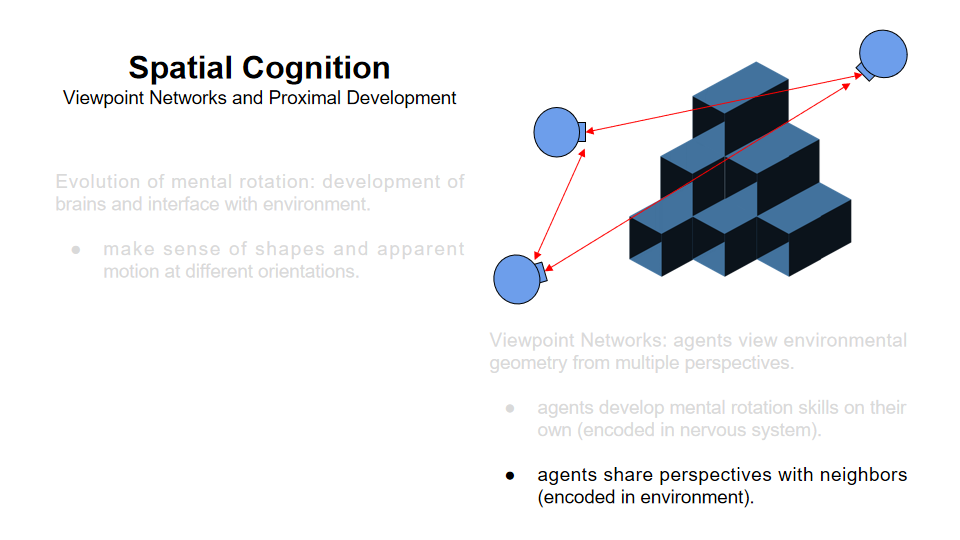 Spatial Cognition
Viewpoint Networks and Proximal Development
Evolution of mental rotation: development of
brains and interface with environment.
● make sense of shapes and apparent
motion at different orientations.
Viewpoint Networks: agents view environmental
geometry from multiple perspectives.
● agents develop mental rotation skills on their
own (encoded in nervous system).
● agents share perspectives with neighbors
(encoded in environment).